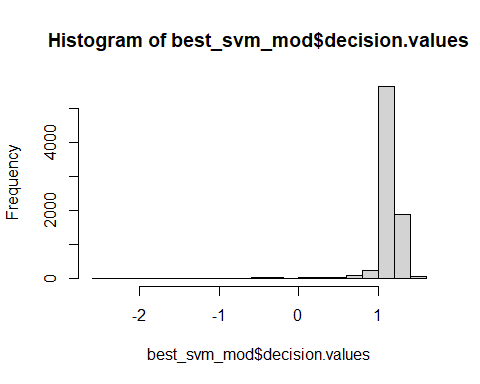 Histogram of best_svm_mod$decision.values
Frequency
4000
2000
0
-2 -1 0 1
best_svm_mod$decision.values